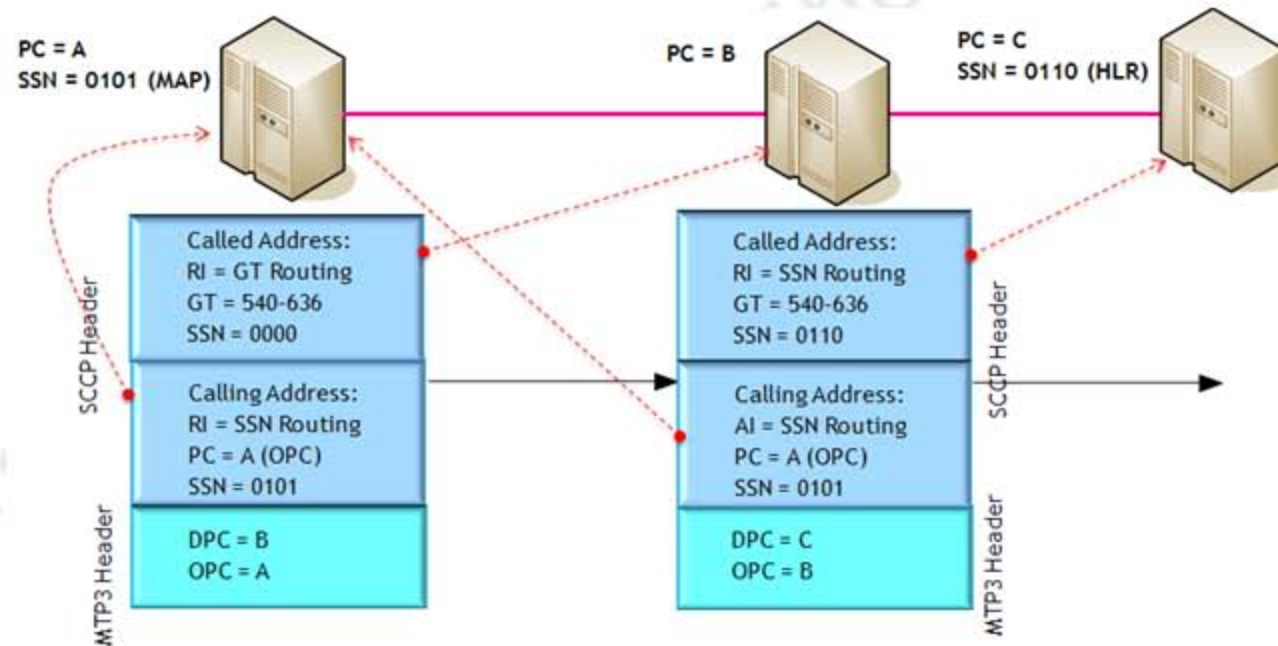 PC = A
SSN = 0101 (MAP)
PC = B
PC = C
SSN = 0110 (HLR)
Called Address:
RI = GT Routing
GT = 540-636
SSN = 0000
Calling Address:
RI = SSN Routing
PC = A (OPC)
SSN = 0101
DPC = B
OPC = A
SCCP Header
MTP3 Header
Called Address:
RI = SSN Routing
GT = 540-636
SSN = 0110
Calling Address:
AI = SSN Routing
PC = A (OPC)
SSN = 0101
DPC = C
OPC = B
SCCP Header
MTP3 Header